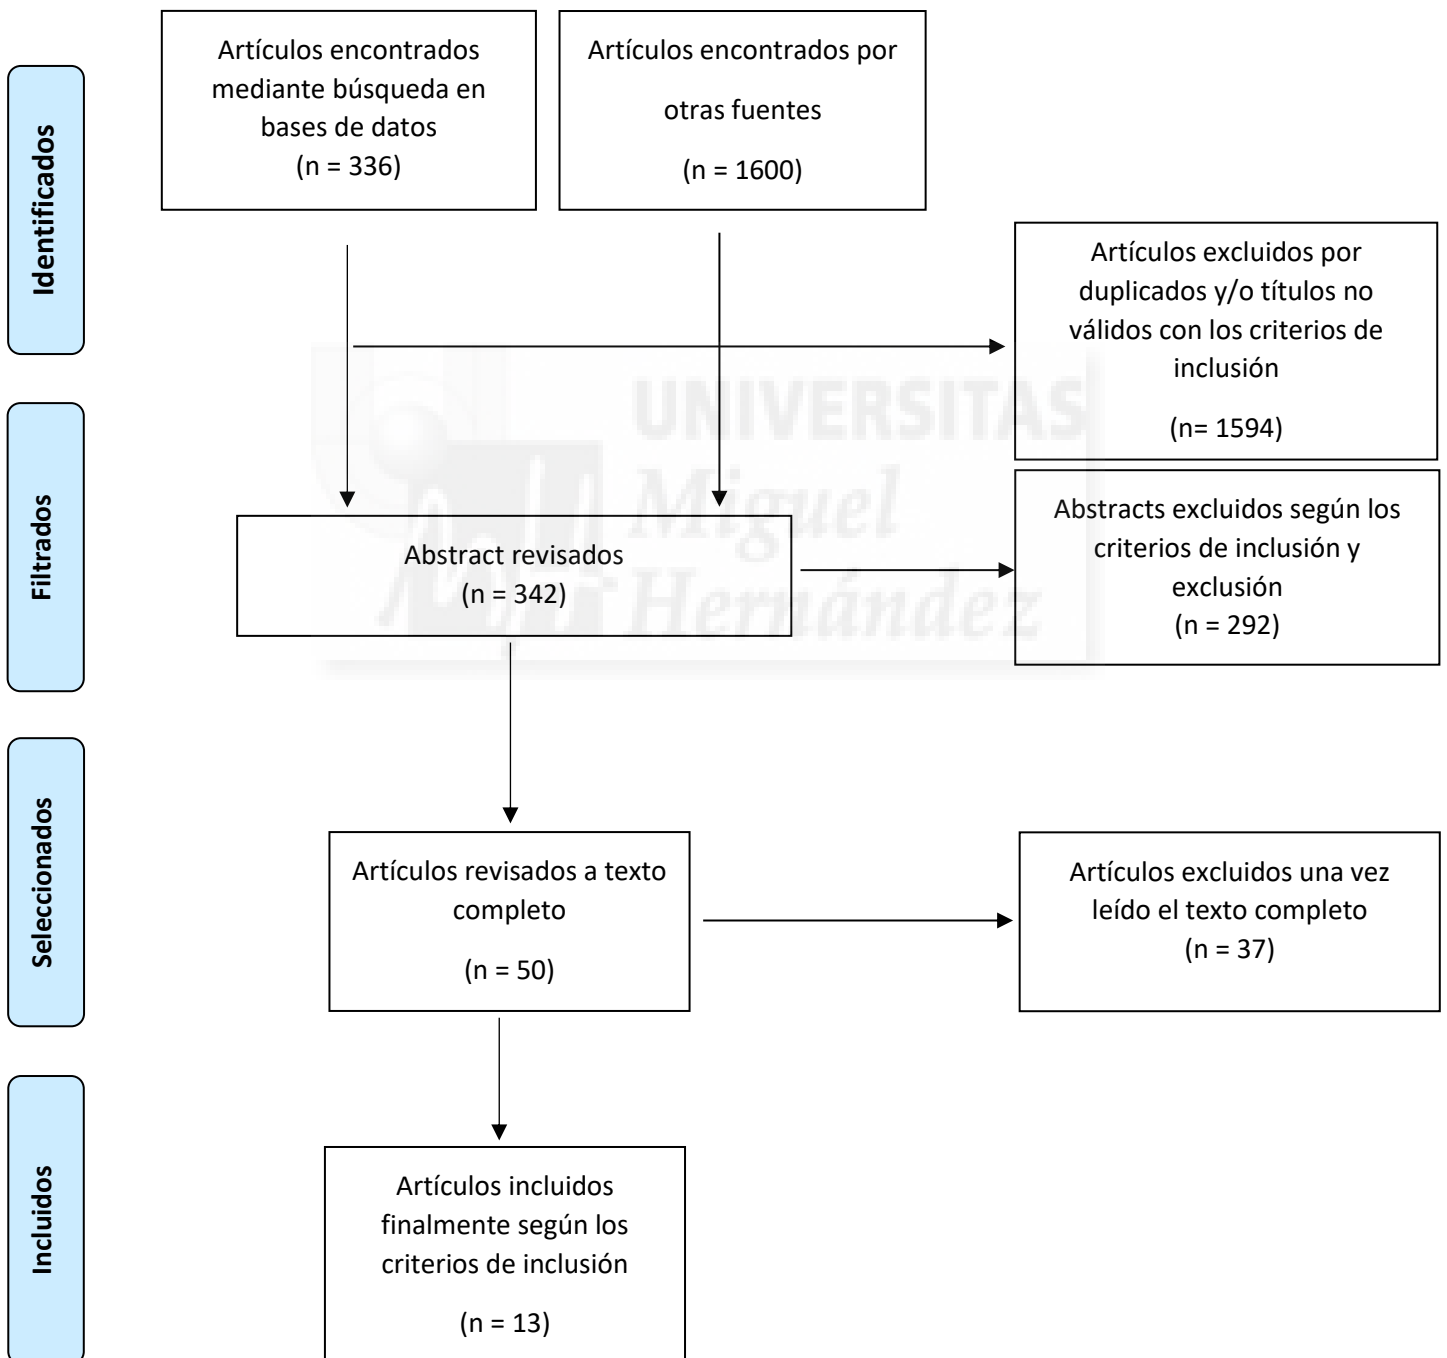 Identificados
Artículos encontrados
mediante búsqueda en
bases de datos
(n = 336)
Artículos encontrados por
otras fuentes
(n = 1600)
Artículos excluidos por
duplicados y/o títulos no
válidos con los criterios de
inclusión
(n= 1594)
UNIVERSITAS
Miguel
Hernández
Filtrados
Abstract revisados
(n = 342)
Abstracts excluidos según los
criterios de inclusión y
exclusión
(n = 292)
Seleccionados
Artículos revisados a texto
completo
(n = 50)
Artículos excluidos una vez
leído el texto completo
(n = 37)
Incluidos
Artículos incluidos
finalmente según los
criterios de inclusión
(n = 13)